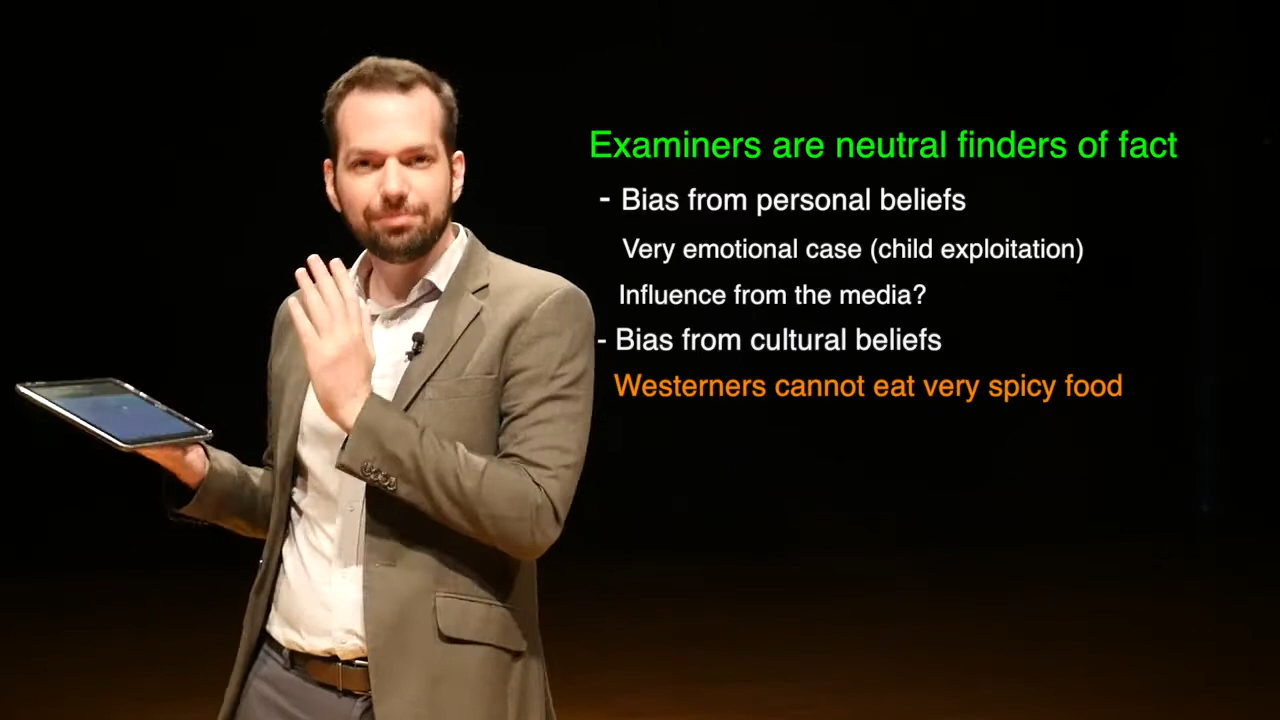 Examiners are neutral finders of fact
- Bias from personal beliefs
Very emotional case (child exploitation)
Influence from the media?
- Bias from cultural beliefs
Westerners cannot eat very spicy food